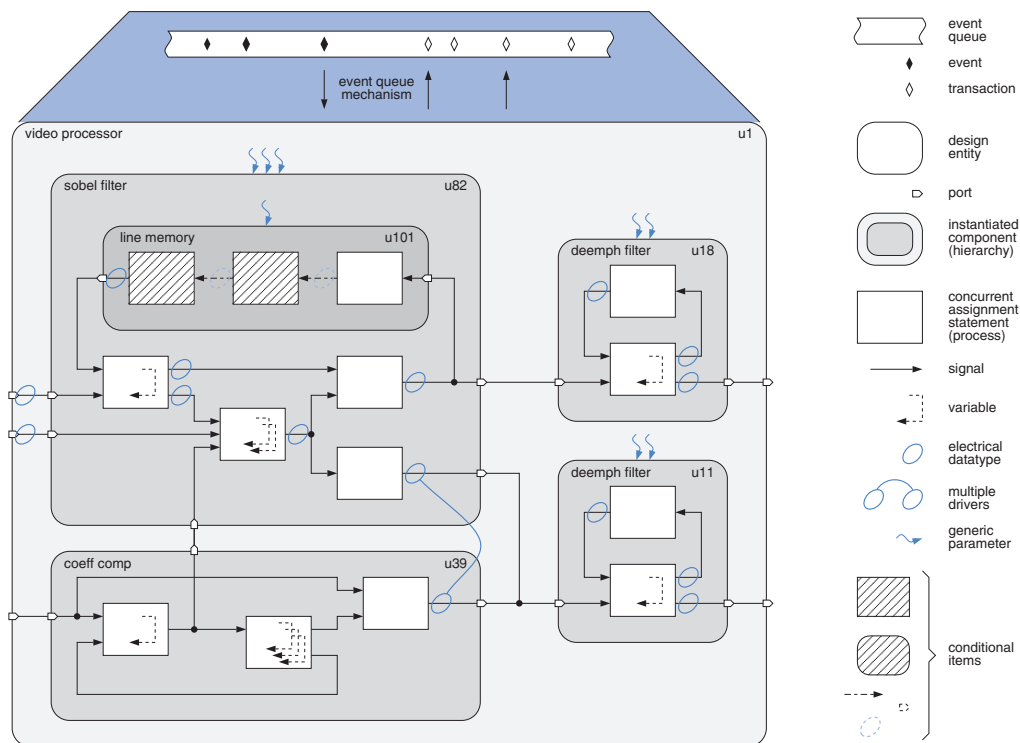 event queue
mechanism
video processor
u1
sobel filter
u82
line memory
u101
deemph filter
u18
deemph filter
u11
coeff comp
u39
event
queue
event
transaction
design
entity
port
instantiated
component
(hierarchy)
concurrent
assignment
statement
(process)
signal
variable
electrical
datatype
multiple
drivers
generic
parameter
conditional
items